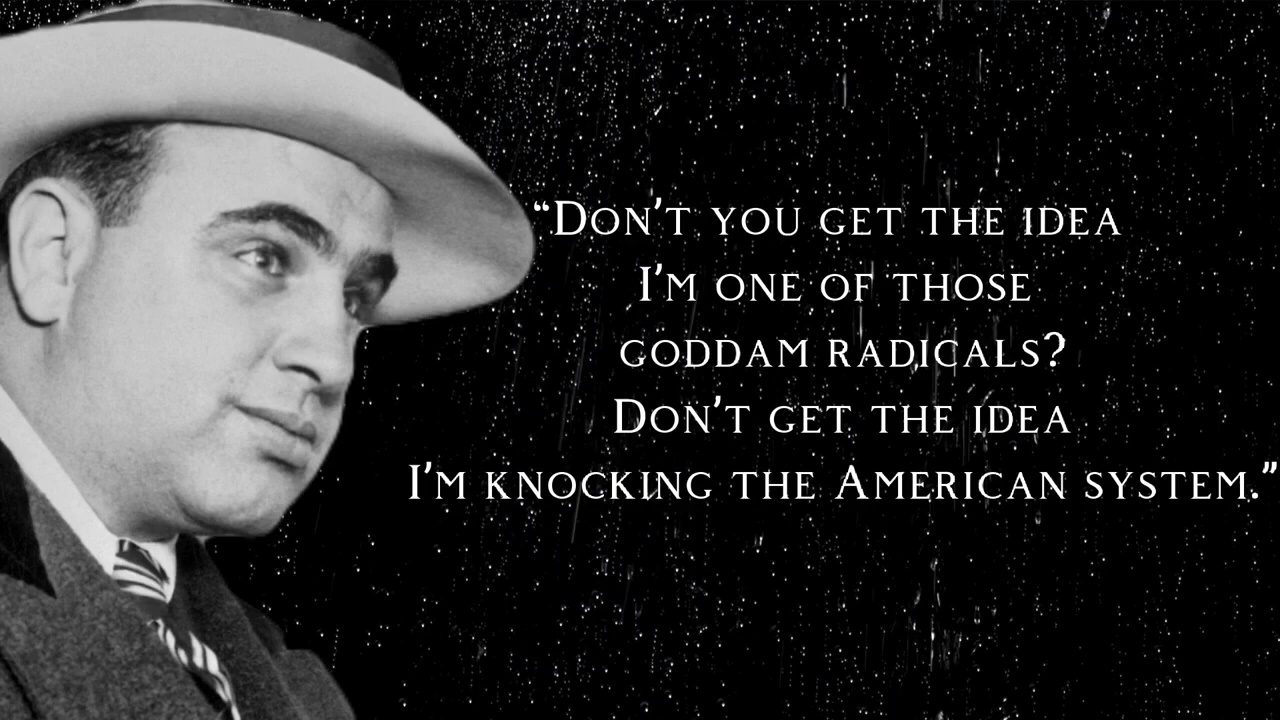 “Don't you get the idea
I'm one of those
goddam radicals?
Don't get the idea
I'm knocking the American system.”